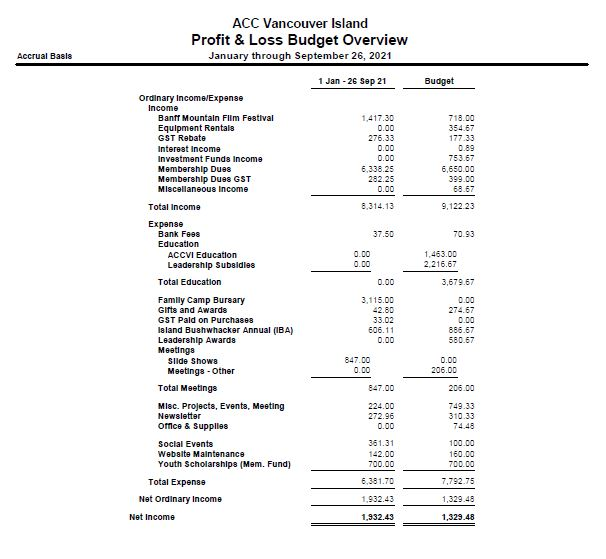 ACC Vancouver Island
Profit & Loss Budget Overview
Accrual Basis January through September 26, 2021
1 Jan - 26 Sep 21 Budget
Ordinary Income/Expense
Income
Banff Mountain Film Festival 1,417.30 718.00
Equipment Rentals 0.00 354.67
GST Rebate 276.33 177.33
Interest Income 0.00 0.89
Investment Funds Income 0.00 753.67
Membership Dues 6,338.25 6,650.00
Membership Dues GST 282.25 399.00
Miscellaneous Income 0.00 68.67
Total Income 8,314.13 9,122.23
Expense
Bank Fees 37.50 70.93
Education
ACCVI Education 0.00 1,463.00
Leadership Subsidies 0.00 2,216.67
Total Education 0.00 3,679.67
Family Camp Bursary 3,115.00 0.00
Gifts and Awards 42.80 274.67
GST Paid on Purchases 33.02 0.00
Island Bushwhacker Annual (IBA) 606.11 886.67
Leadership Awards 0.00 580.67
Meetings
Slide Shows 847.00 0.00
Meetings - Other 0.00 206.00
Total Meetings 847.00 206.00
Misc. Projects, Events, Meeting 224.00 749.33
Newsletter 272.96 310.33
Office & Supplies 0.00 74.48
Social Events 361.31 100.00
Website Maintenance 142.00 160.00
Youth Scholarships (Mem. Fund) 700.00 700.00
Total Expense 6,381.70 7,792.75
Net Ordinary Income 1,932.43 1,329.48
Net Income 1,932.43 1,329.48